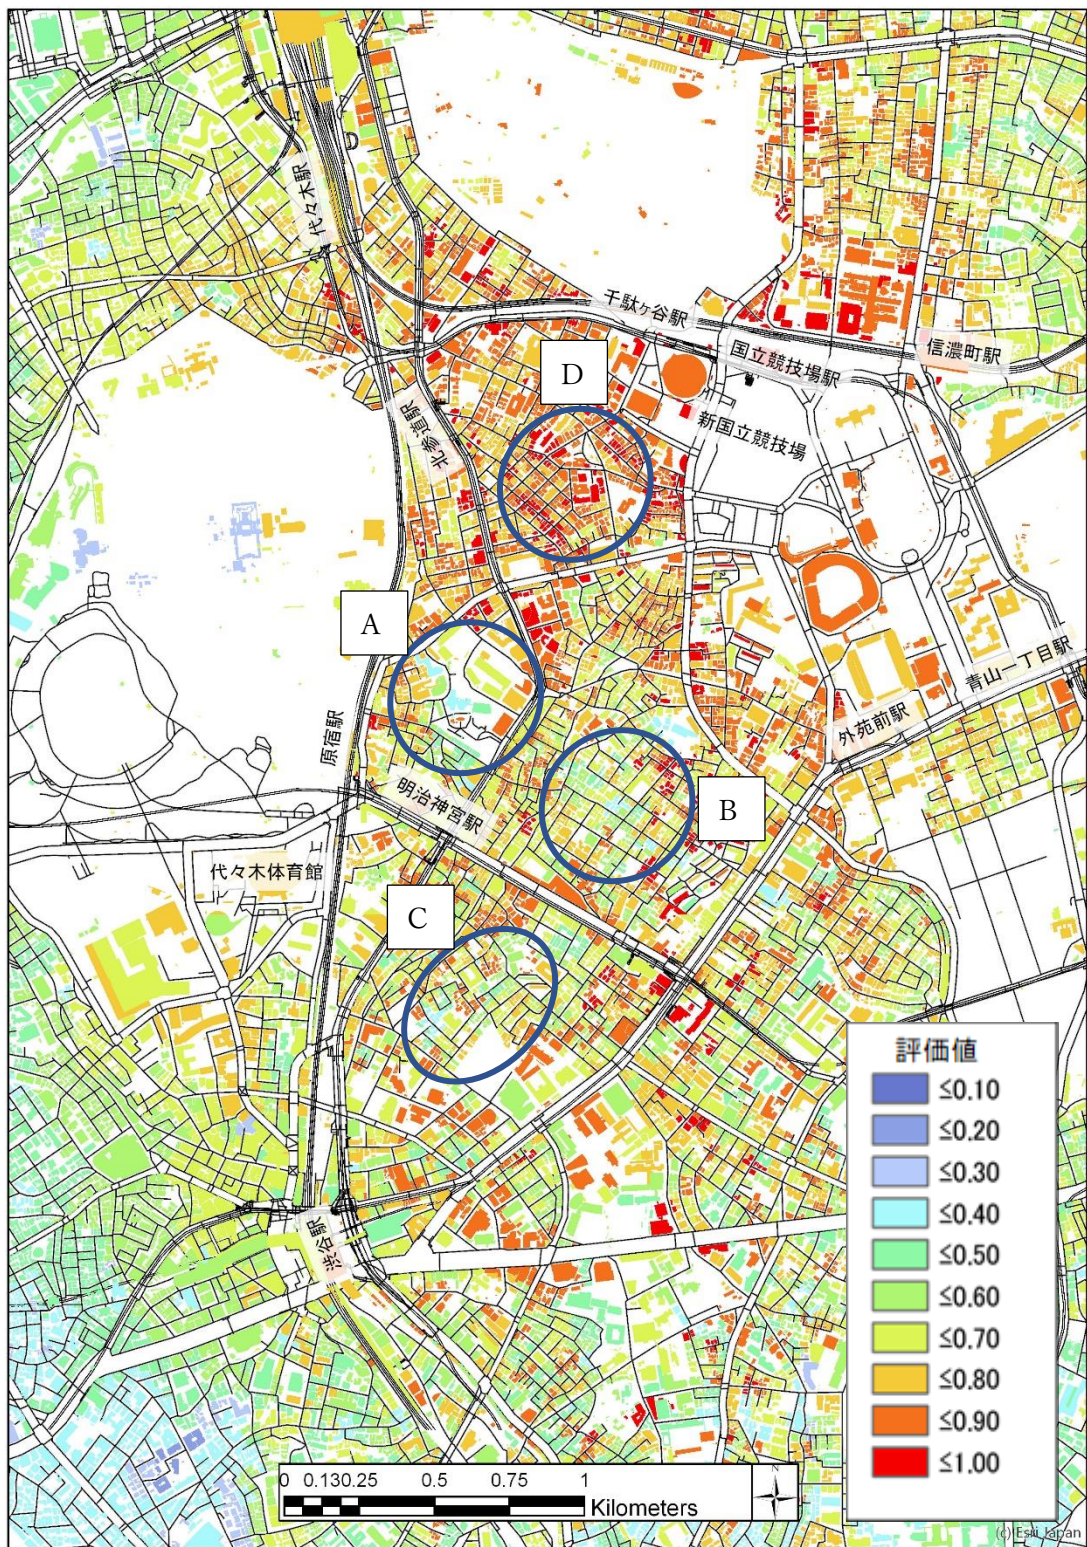 代々木駅
千駄ヶ谷駅
国立競技場駅
信濃町駅
D
北参道駅
新国立競技場
A
原宿駅
青山一丁目駅
外苑前駅
明治神宮駅
B
代々木体育館
C
渋谷駅
評価値
≤0.10
≤0.20
≤0.30
≤0.40
≤0.50
≤0.60
≤0.70
≤0.80
≤0.90
≤1.00
0 0.130.25 0.5 0.75 1
Kilometers
N
(c) Esri Japan